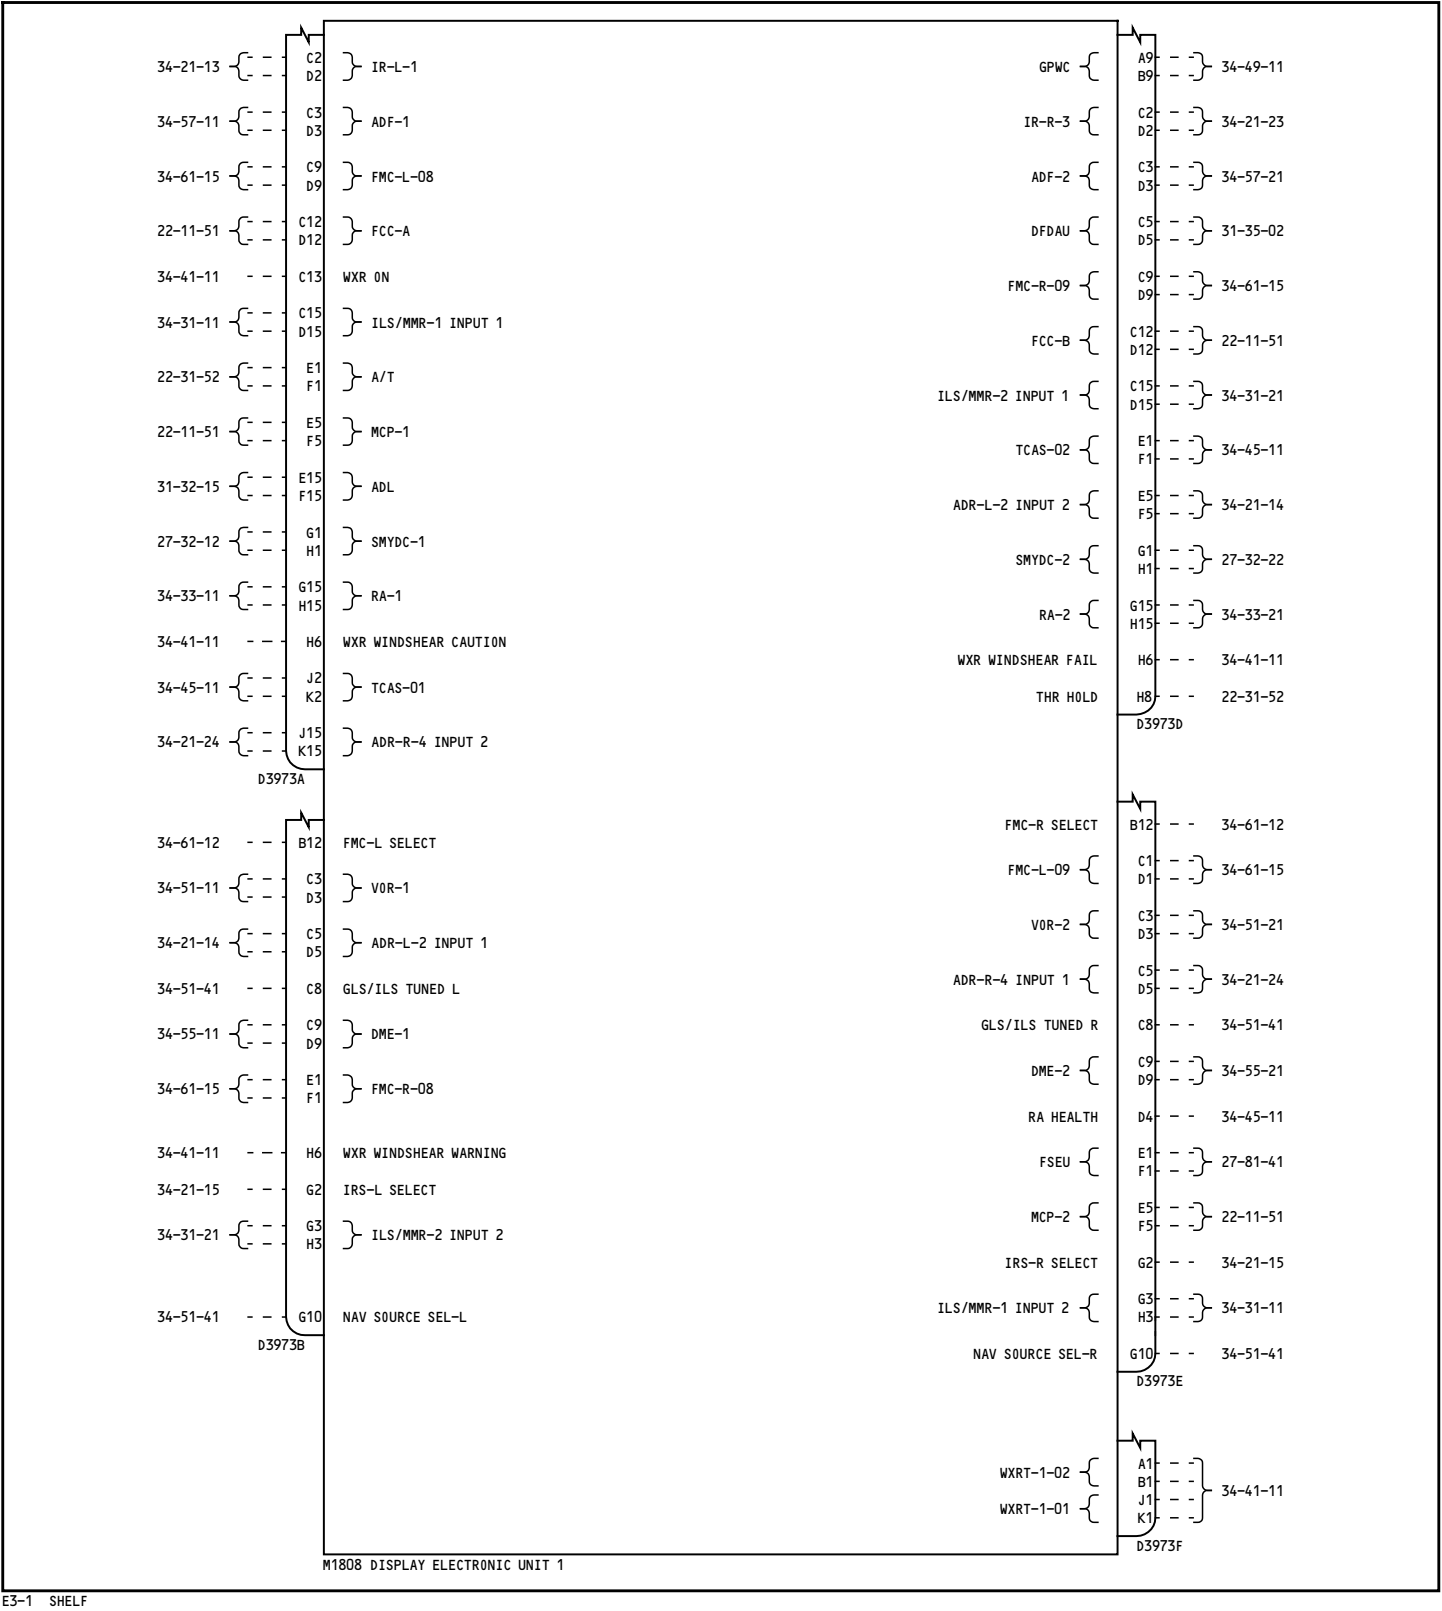 34-21-13 C2 D2 IR-L-1
34-57-11 C3 D3 ADF-1
34-61-15 C9 D9 FMC-L-08
22-11-51 C12 D12 FCC-A
34-41-11 C13 WXR ON
34-31-11 C15 D15 ILS/MMR-1 INPUT 1
22-31-52 E1 F1 A/T
22-11-51 E5 F5 MCP-1
31-32-15 E15 F15 ADL
27-32-12 G1 H1 SMYDC-1
34-33-11 G15 H15 RA-1
34-41-11 H6 WXR WINDSHEAR CAUTION
34-45-11 J2 K2 TCAS-01
34-21-24 J15 K15 ADR-R-4 INPUT 2
D3973A
34-61-12 B12 FMC-L SELECT
34-51-11 C3 D3 VOR-1
34-21-14 C5 D5 ADR-L-2 INPUT 1
34-51-41 C8 GLS/ILS TUNED L
34-55-11 C9 D9 DME-1
34-61-15 E1 F1 FMC-R-08
34-41-11 H6 WXR WINDSHEAR WARNING
34-21-15 G2 IRS-L SELECT
34-31-21 G3 H3 ILS/MMR-2 INPUT 2
34-51-41 G10 NAV SOURCE SEL-L
D3973B
GPWC A9 B9 34-49-11
IR-R-3 C2 D2 34-21-23
ADF-2 C3 D3 34-57-21
DFDAU C5 D5 31-35-02
FMC-R-09 C9 D9 34-61-15
FCC-B C12 D12 22-11-51
ILS/MMR-2 INPUT 1 C15 D15 34-31-21
TCAS-02 E1 F1 34-45-11
ADR-L-2 INPUT 2 E5 F5 34-21-14
SMYDC-2 G1 H1 27-32-22
RA-2 G15 H15 34-33-21
WXR WINDSHEAR FAIL H6 34-41-11
THR HOLD H8 22-31-52
D3973D
FMC-R SELECT B12 34-61-12
FMC-L-09 C1 D1 34-61-15
VOR-2 C3 D3 34-51-21
ADR-R-4 INPUT 1 C5 D5 34-21-24
GLS/ILS TUNED R C8 34-51-41
DME-2 C9 D9 34-55-21
RA HEALTH D4 34-45-11
FSEU E1 F1 27-81-41
MCP-2 E5 F5 22-11-51
IRS-R SELECT G2 34-21-15
ILS/MMR-1 INPUT 2 G3 H3 34-31-11
NAV SOURCE SEL-R G10 34-51-41
D3973E
WXRT-1-02 A1 B1
WXRT-1-01 J1 K1
34-41-11
D3973F
M1808 DISPLAY ELECTRONIC UNIT 1
E3-1 SHELF